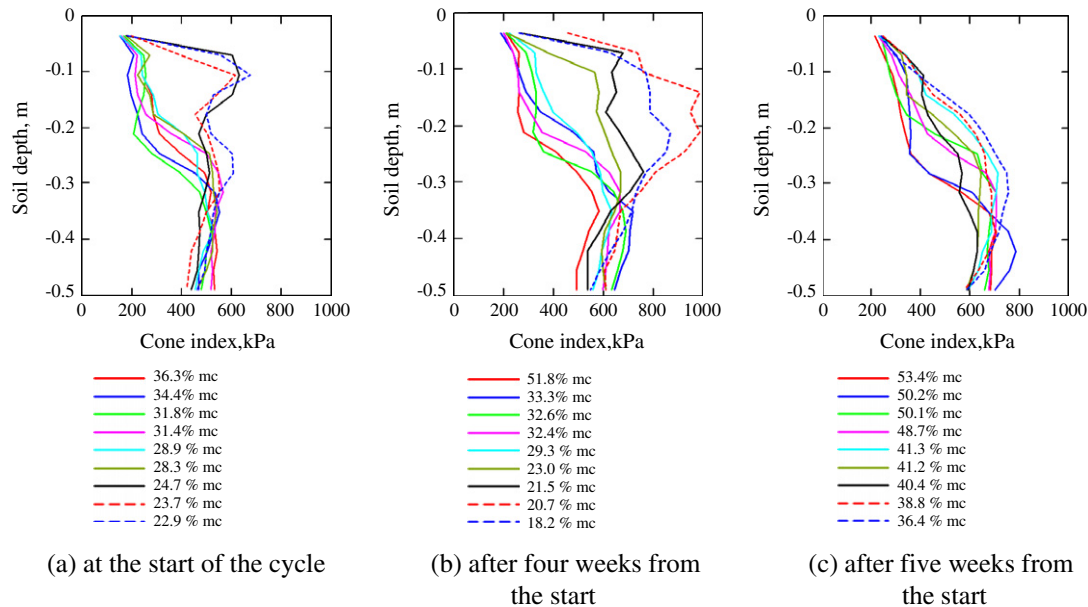 0
-0.1
-0.2
-0.3
-0.4
-0.5
Soil depth, m
0 200 400 600 800 1000
Cone index,kPa
36.3% mc
34.4% mc
31.8% mc
31.4% mc
28.9 % mc
28.3 % mc
24.7 % mc
23.7 % mc
22.9 % mc
(a) at the start of the cycle
0
-0.1
-0.2
-0.3
-0.4
-0.5
Soil depth, m
0 200 400 600 800 1000
Cone index,kPa
51.8% mc
33.3% mc
32.6% mc
32.4% mc
29.3 % mc
23.0 % mc
21.5 % mc
20.7 % mc
18.2 % mc
(b) after four weeks from
the start
0
-0.1
-0.2
-0.3
-0.4
-0.5
Soil depth, m
0 200 400 600 800 1000
Cone index,kPa
53.4% mc
50.2% mc
50.1% mc
48.7% mc
41.3 % mc
41.2 % mc
40.4 % mc
38.8 % mc
36.4 % mc
(c) after five weeks from
the start